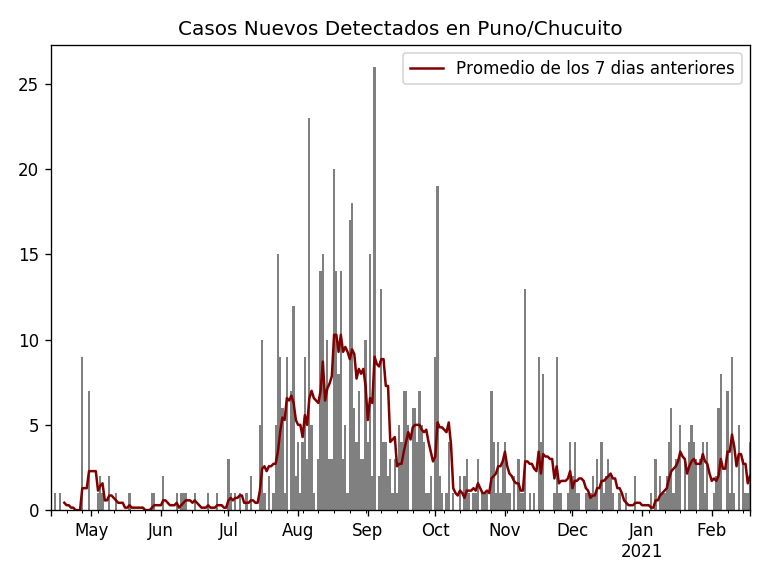 Casos Nuevos Detectados en Puno/Chucuito
Promedio de los 7 dias anteriores
25
20
15
10
5
0
May Jun Jul Aug Sep Oct Nov Dec Jan Feb
2021